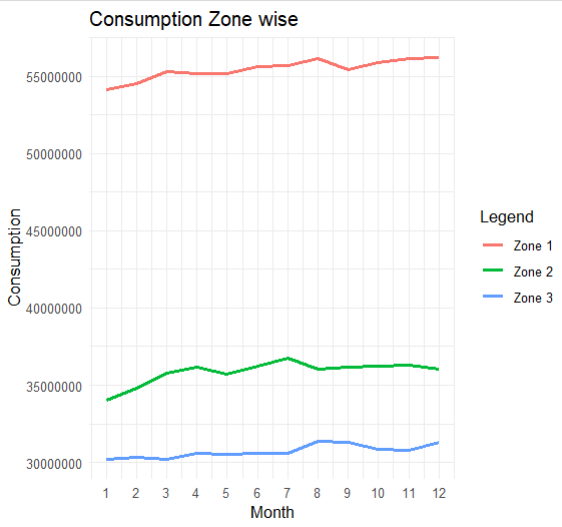 Consumption Zone wise
55000000
50000000
45000000
40000000
35000000
30000000
Consumption
1 2 3 4 5 6 7 8 9 10 11 12
Month
Legend
Zone 1
Zone 2
Zone 3